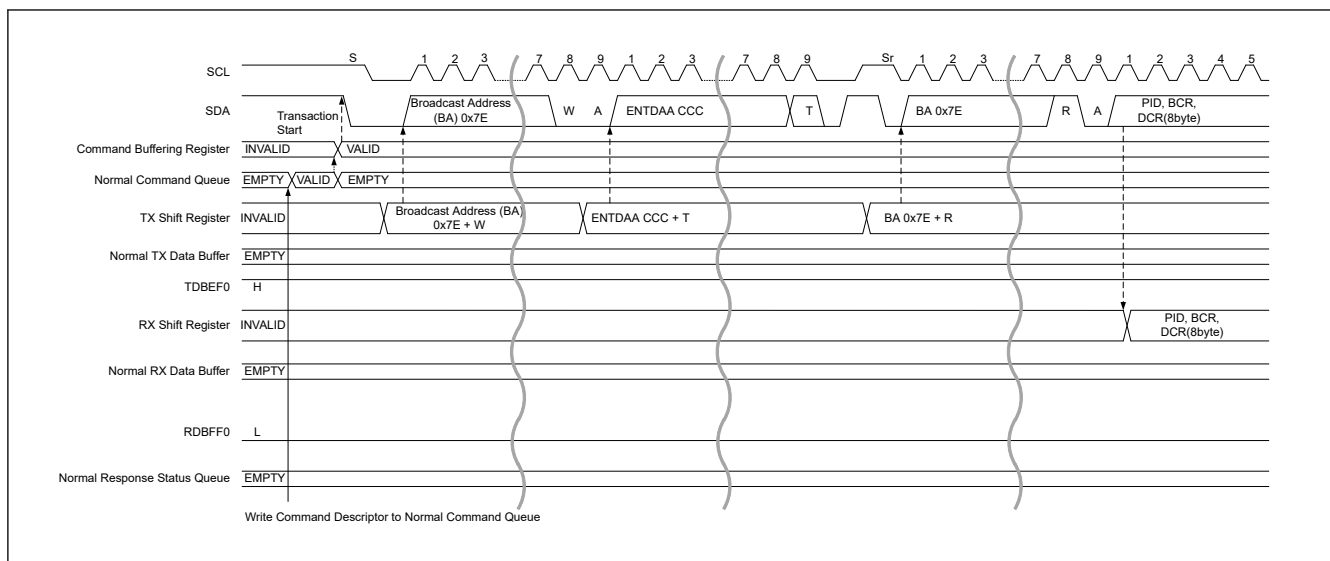 S 1 2 3 7 8 9 1 2 3 7 8 9 Sr 1 2 3 7 8 9 1 2 3 4 5
SCL
SDA
Transaction
Start
Broadcast Address
(BA) 0x7E
W A ENTDAA CCC T BA 0x7E R A
PID, BCR,
DCR(8byte)
Command Buffering Register INVALID VALID
Normal Command Queue EMPTY VALID EMPTY
TX Shift Register INVALID
Broadcast Address (BA)
0x7E + W
ENTDAA CCC + T BA 0x7E + R
Normal TX Data Buffer EMPTY
TDBEF0 H
RX Shift Register INVALID
PID, BCR,
DCR(8byte)
Normal RX Data Buffer EMPTY
RDBFF0 L
Normal Response Status Queue EMPTY
Write Command Descriptor to Normal Command Queue